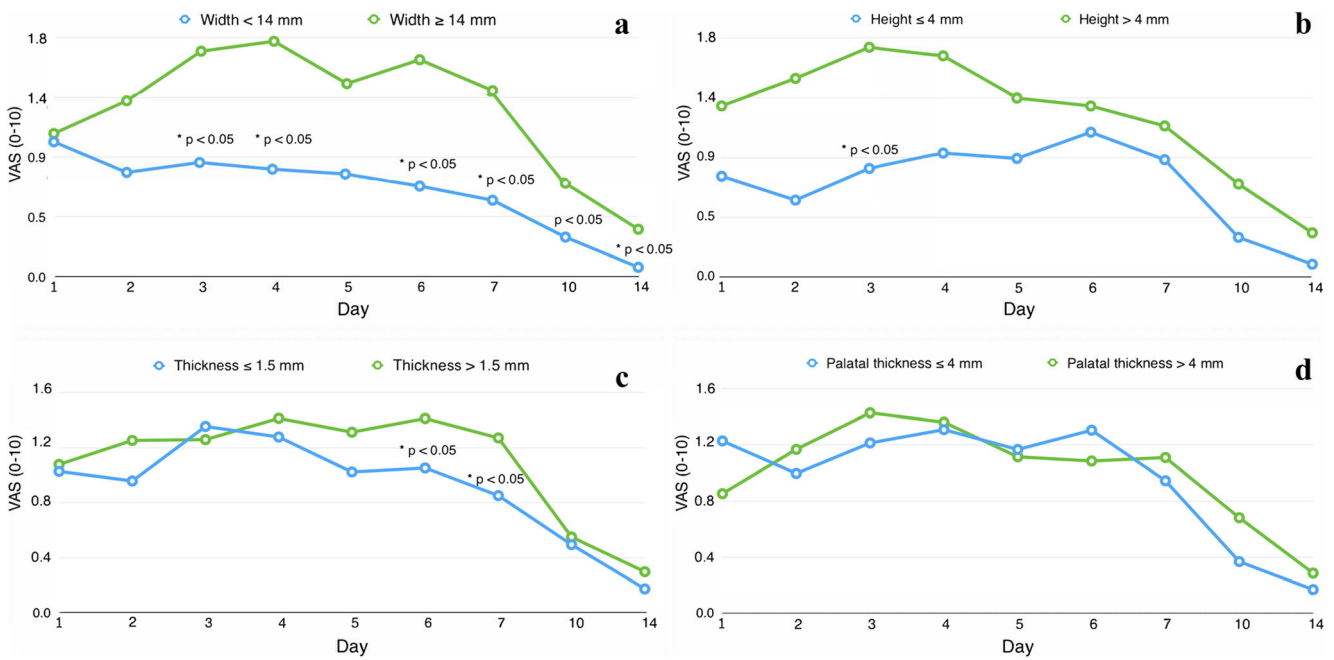 Width < 14 mm Width ≥ 14 mm a
1.8
1.4
0.9
0.5
0.0
VAS (0-10)
* p < 0.05 * p < 0.05
* p < 0.05
* p < 0.05
p < 0.05
* p < 0.05
1 2 3 4 5 6 7 10 14
Day
Height ≤ 4 mm Height > 4 mm b
1.8
1.4
0.9
0.5
0.0
VAS (0-10)
* p < 0.05
1 2 3 4 5 6 7 10 14
Day
Thickness ≤ 1.5 mm Thickness > 1.5 mm c
1.6
1.2
0.8
0.4
0.0
VAS (0-10)
* p < 0.05
* p < 0.05
1 2 3 4 5 6 7 10 14
Day
Palatal thickness ≤ 4 mm Palatal thickness > 4 mm d
1.6
1.2
0.8
0.4
0.0
VAS (0-10)
1 2 3 4 5 6 7 10 14
Day